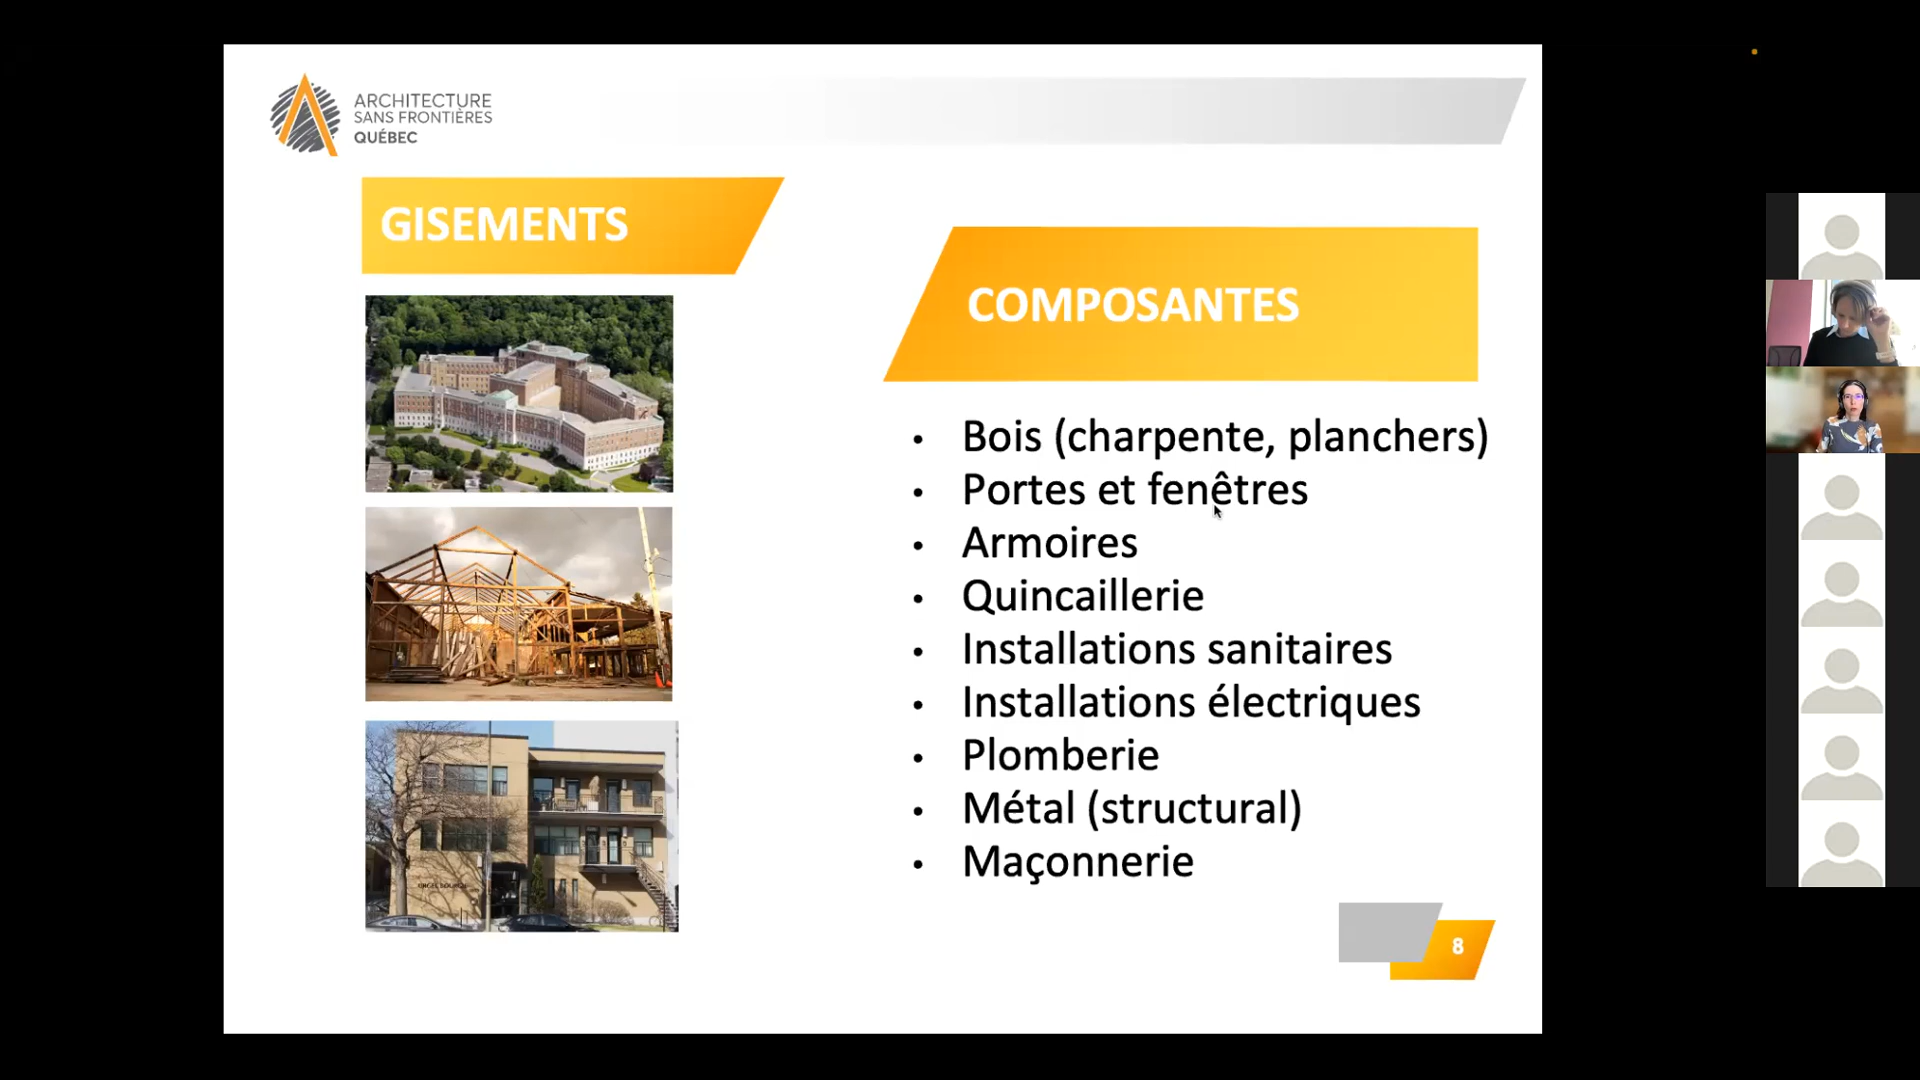 ARCHITECTURE
SANS FRONTIÈRES
QUÉBEC
GISEMENTS
COMPOSANTES
• Bois (charpente, planchers)
• Portes et fenêtres
• Armoires
• Quincaillerie
• Installations sanitaires
• Installations électriques
• Plomberie
• Métal (structural)
• Maçonnerie
8